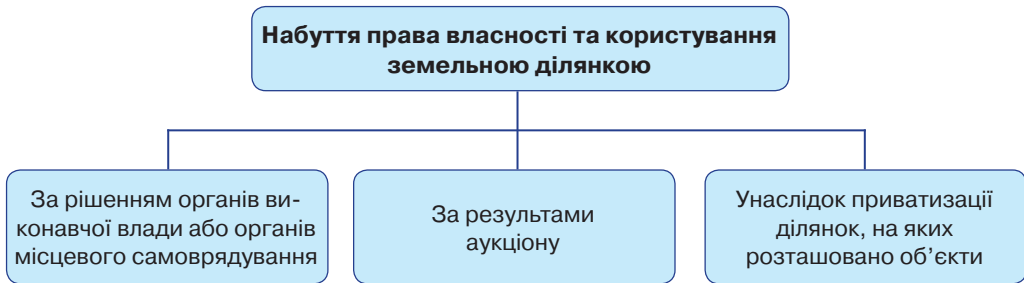 Набуття права власності та користування
земельною ділянкою
За рішенням органів ви-
конавчої влади або органів
місцевого самоврядування
За результами
аукціону
Унаслідок приватизації
ділянок, на яких
розташовано об’єкти